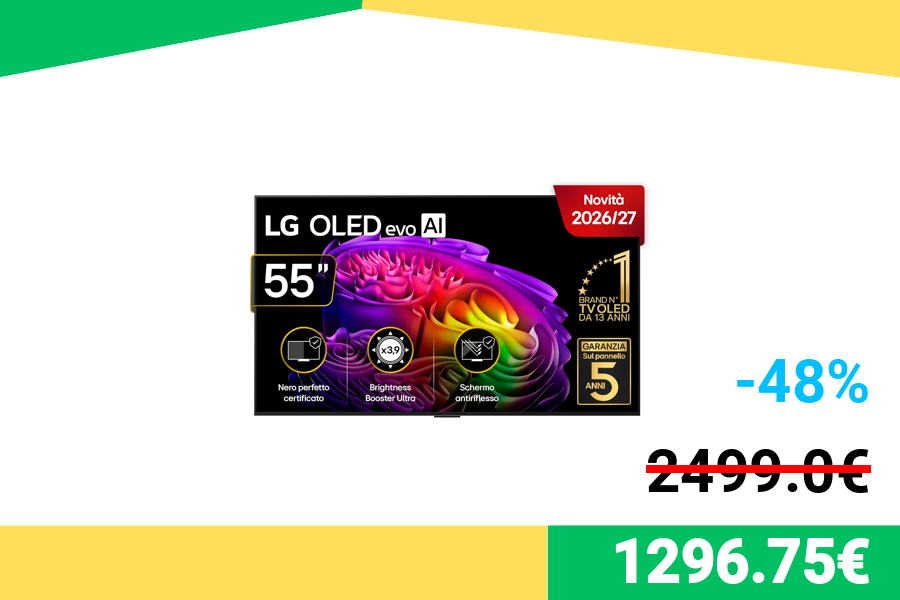 Novità
2026/27
LG OLED evo AI
55"
1
BRAND N°
TV OLED
DA 13 ANNI
x3,9
GARANZIA
Sul pannello
5
ANNI
Nero perfetto
certificato
Brightness
Booster Ultra
Schermo
antiriflesso
-48%
2499.0€
1296.75€